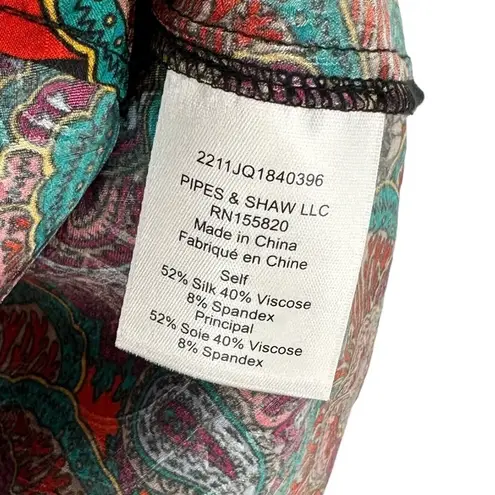 2211JQ1840396
PIPES & SHAW LLC
RN155820
Made in China
Fabriqué en Chine
Self
52% Silk 40% Viscose
8% Spandex
Principal
52% Soie 40% Viscose
8% Spandex